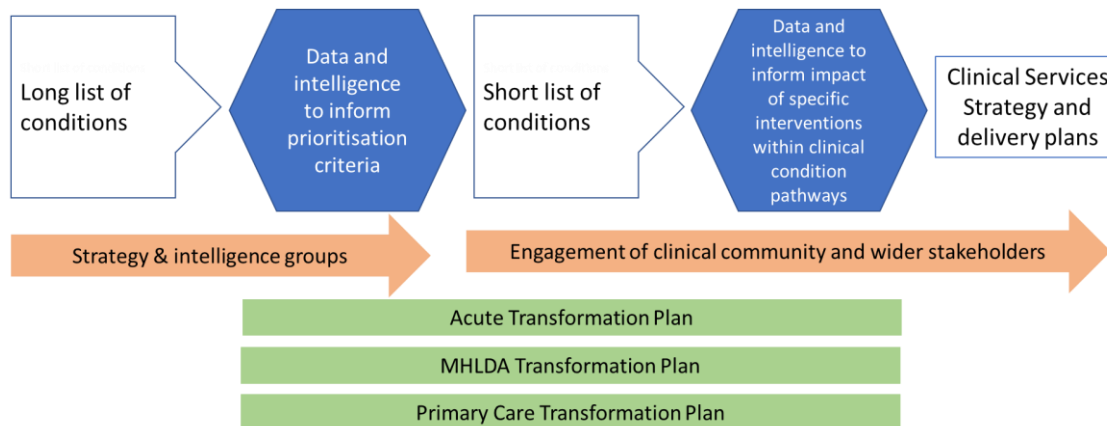 Long list of
conditions
Data and
intelligence
to inform
prioritisation
criteria
Short list of
conditions
Data and
intelligence to
inform impact
of specific
interventions
within clinical
condition
pathways
Clinical Services
Strategy and
delivery plans
Strategy & intelligence groups
Engagement of clinical community and wider stakeholders
Acute Transformation Plan
MHLDA Transformation Plan
Primary Care Transformation Plan